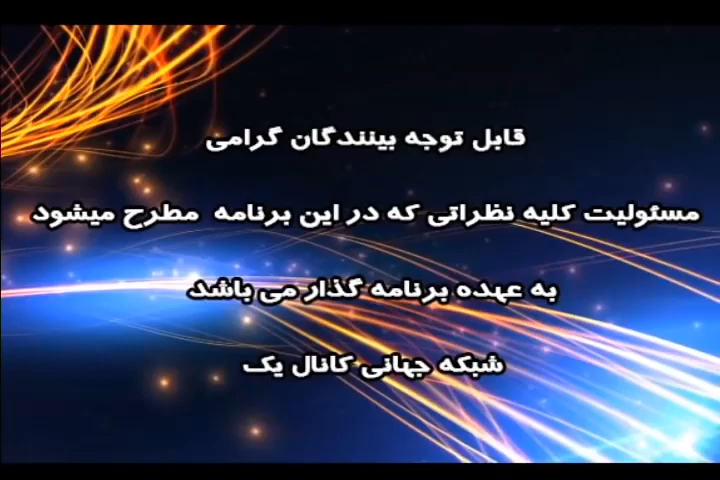 قابل توجه بینندگان گرامی
مسئولیت کلیه نظراتی که در این برنامه مطرح میشود
به عهده برنامه گذار می باشد
شبکه جهانی کانال یک